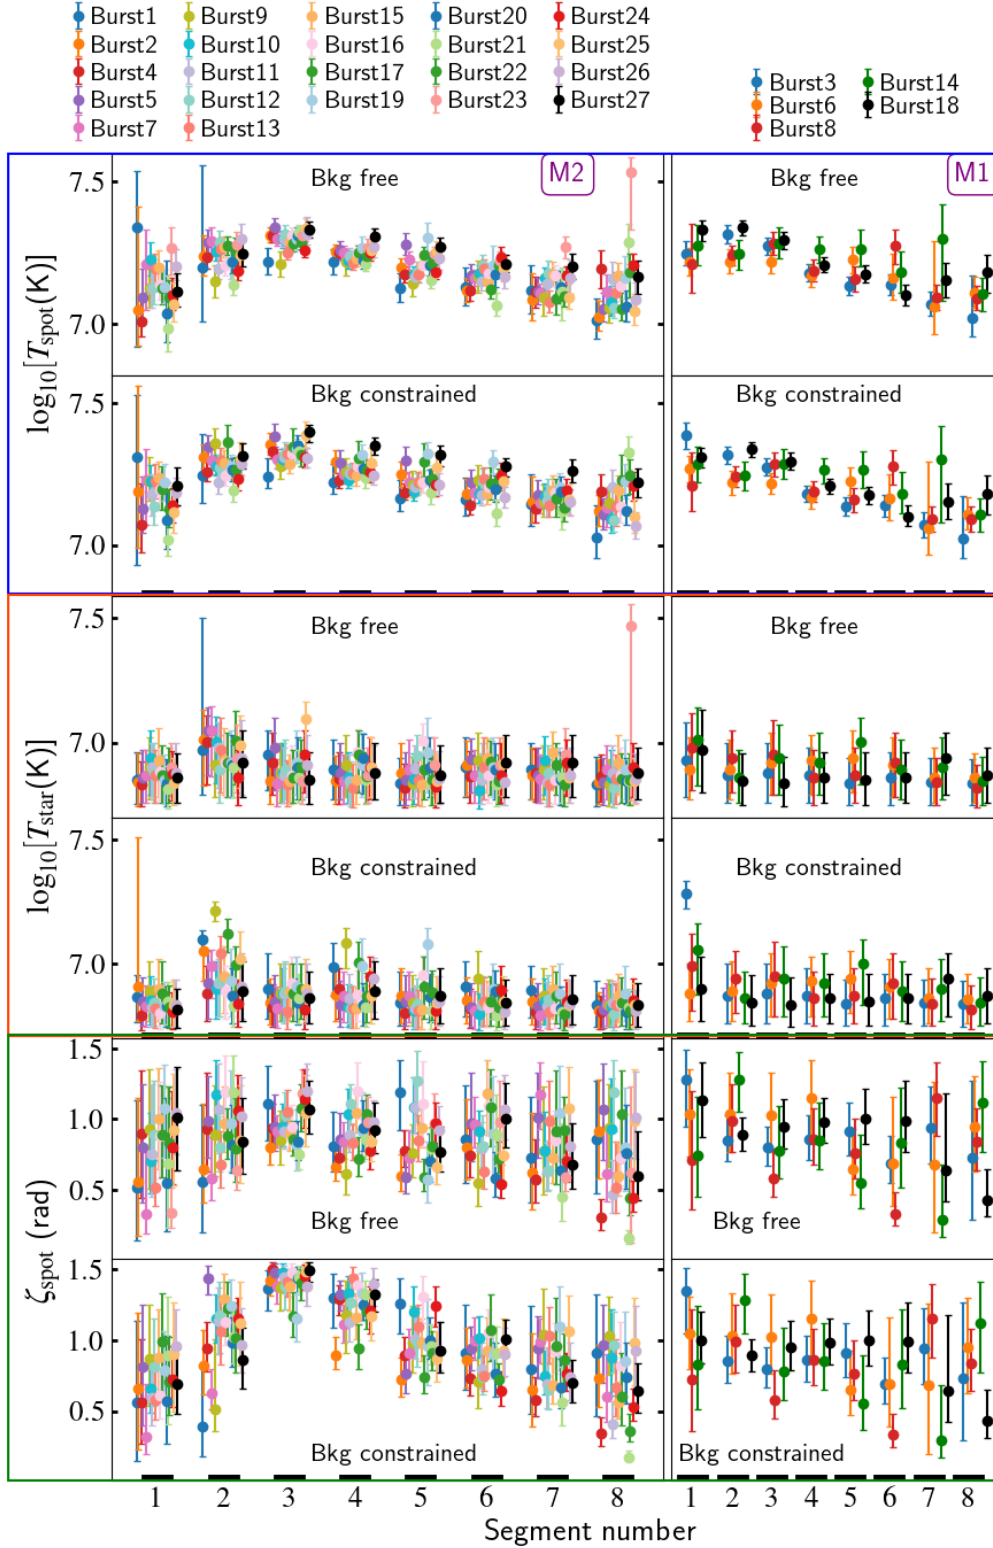 Burst1 Burst9 Burst15 Burst20 Burst24
Burst2 Burst10 Burst16 Burst21 Burst25
Burst4 Burst11 Burst17 Burst22 Burst26
Burst5 Burst12 Burst19 Burst23 Burst27
Burst7 Burst13
Burst3 Burst14
Burst6 Burst18
Burst8
Bkg free M2 Bkg free M1
7.5
7.0
log10[Tspot(K)]
Bkg constrained Bkg constrained
7.5
7.0
Bkg free Bkg free
7.5
7.0
log10[Tstar(K)]
Bkg constrained Bkg constrained
7.5
7.0
1.5
1.0
0.5
Bkg free Bkg free
ζspot (rad)
1.5
1.0
0.5
Bkg constrained Bkg constrained
1 2 3 4 5 6 7 8 1 2 3 4 5 6 7 8
Segment number